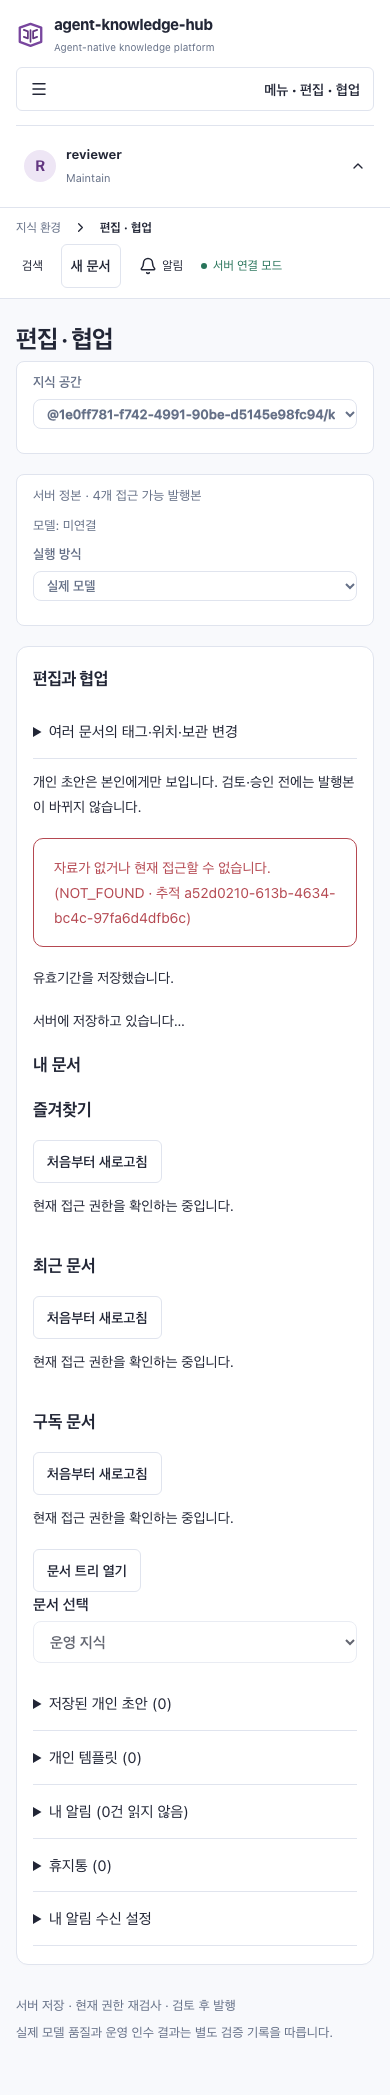 agent-knowledge-hub
Agent-native knowledge platform
메뉴 · 편집 · 협업
R
reviewer
Maintain
지식 환경 > 편집 · 협업
검색
새 문서
알림
서버 연결 모드
편집 · 협업
지식 공간
@1e0ff781-f742-4991-90be-d5145e98fc94/k
서버 정본 · 4개 접근 가능 발행본
모델: 미연결
실행 방식
실제 모델
편집과 협업
여러 문서의 태그·위치·보관 변경
개인 초안은 본인에게만 보입니다. 검토·승인 전에는 발행본
이 바뀌지 않습니다.
자료가 없거나 현재 접근할 수 없습니다.
(NOT_FOUND · 추적 a52d0210-613b-4634-
bc4c-97fa6d4dfb6c)
유효기간을 저장했습니다.
서버에 저장하고 있습니다…
내 문서
즐겨찾기
처음부터 새로고침
현재 접근 권한을 확인하는 중입니다.
최근 문서
처음부터 새로고침
현재 접근 권한을 확인하는 중입니다.
구독 문서
처음부터 새로고침
현재 접근 권한을 확인하는 중입니다.
문서 트리 열기
문서 선택
운영 지식
저장된 개인 초안 (0)
개인 템플릿 (0)
내 알림 (0건 읽지 않음)
휴지통 (0)
내 알림 수신 설정
서버 저장 · 현재 권한 재검사 · 검토 후 발행
실제 모델 품질과 운영 인수 결과는 별도 검증 기록을 따릅니다.